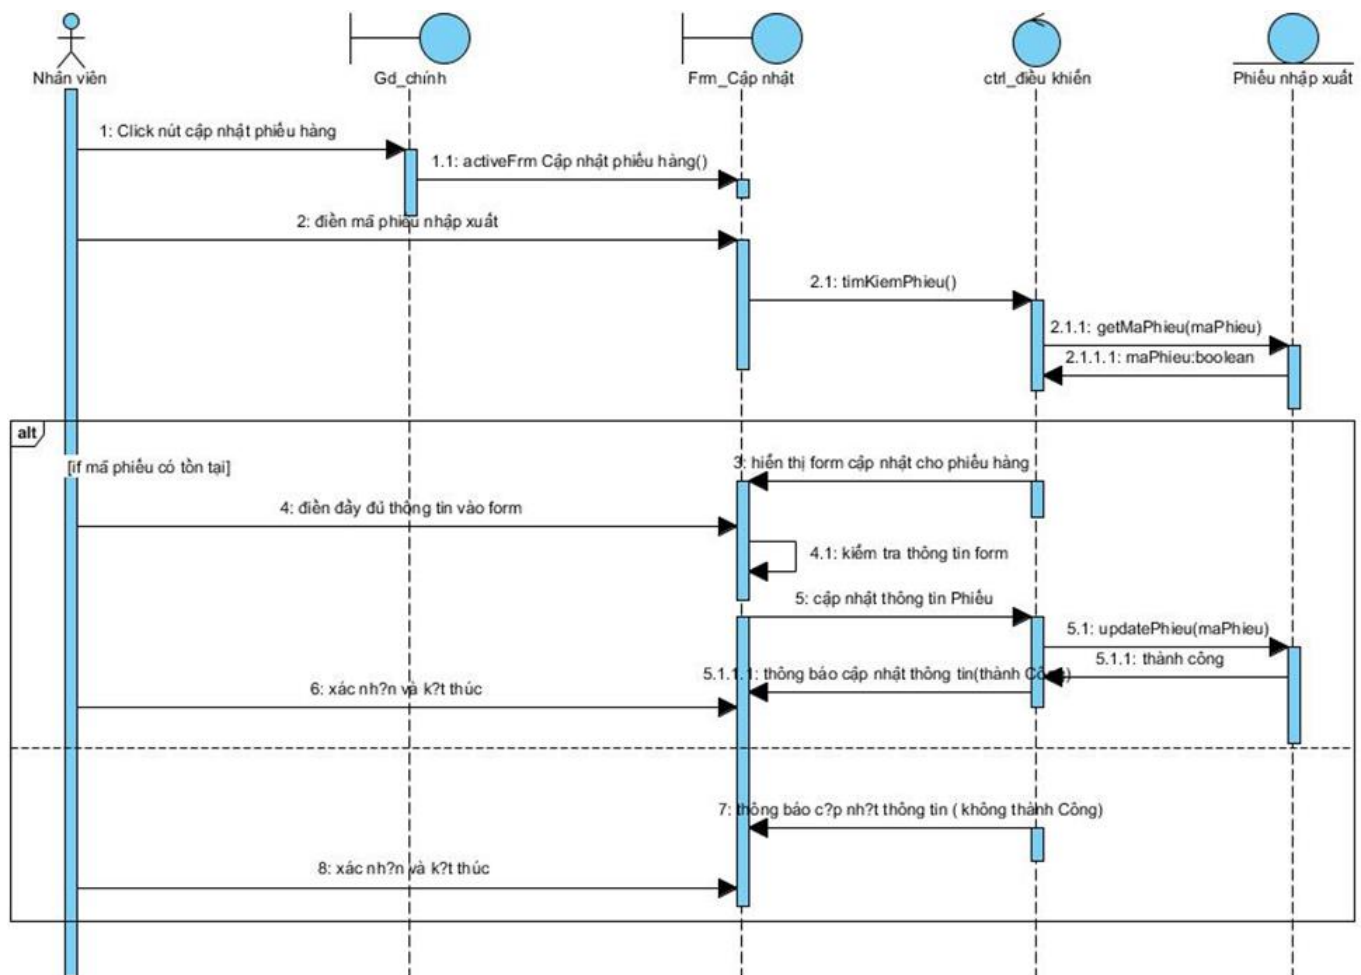 Nhân viên
Gd_chính
Frm_Cập nhật
ctrl_điều khiển
Phiếu nhập xuất
1: Click nút cập nhật phiếu hàng
1.1: activeFrm Cập nhật phiếu hàng()
2: điền mã phiếu nhập xuất
2.1: timKiemPhieu()
2.1.1: getMaPhieu(maPhieu)
2.1.1.1: maPhieu:boolean
alt
[if mã phiếu có tồn tại]
3: hiển thị form cập nhật cho phiếu hàng
4: điền đầy đủ thông tin vào form
4.1: kiểm tra thông tin form
5: cập nhật thông tin Phiếu
5.1: updatePhieu(maPhieu)
5.1.1: thành công
5.1.1.1: thông báo cập nhật thông tin(thành Công)
6: xác nh?n và k?t thúc
7: thông báo c?p nh?t thông tin ( không thành Công)
8: xác nh?n và k?t thúc